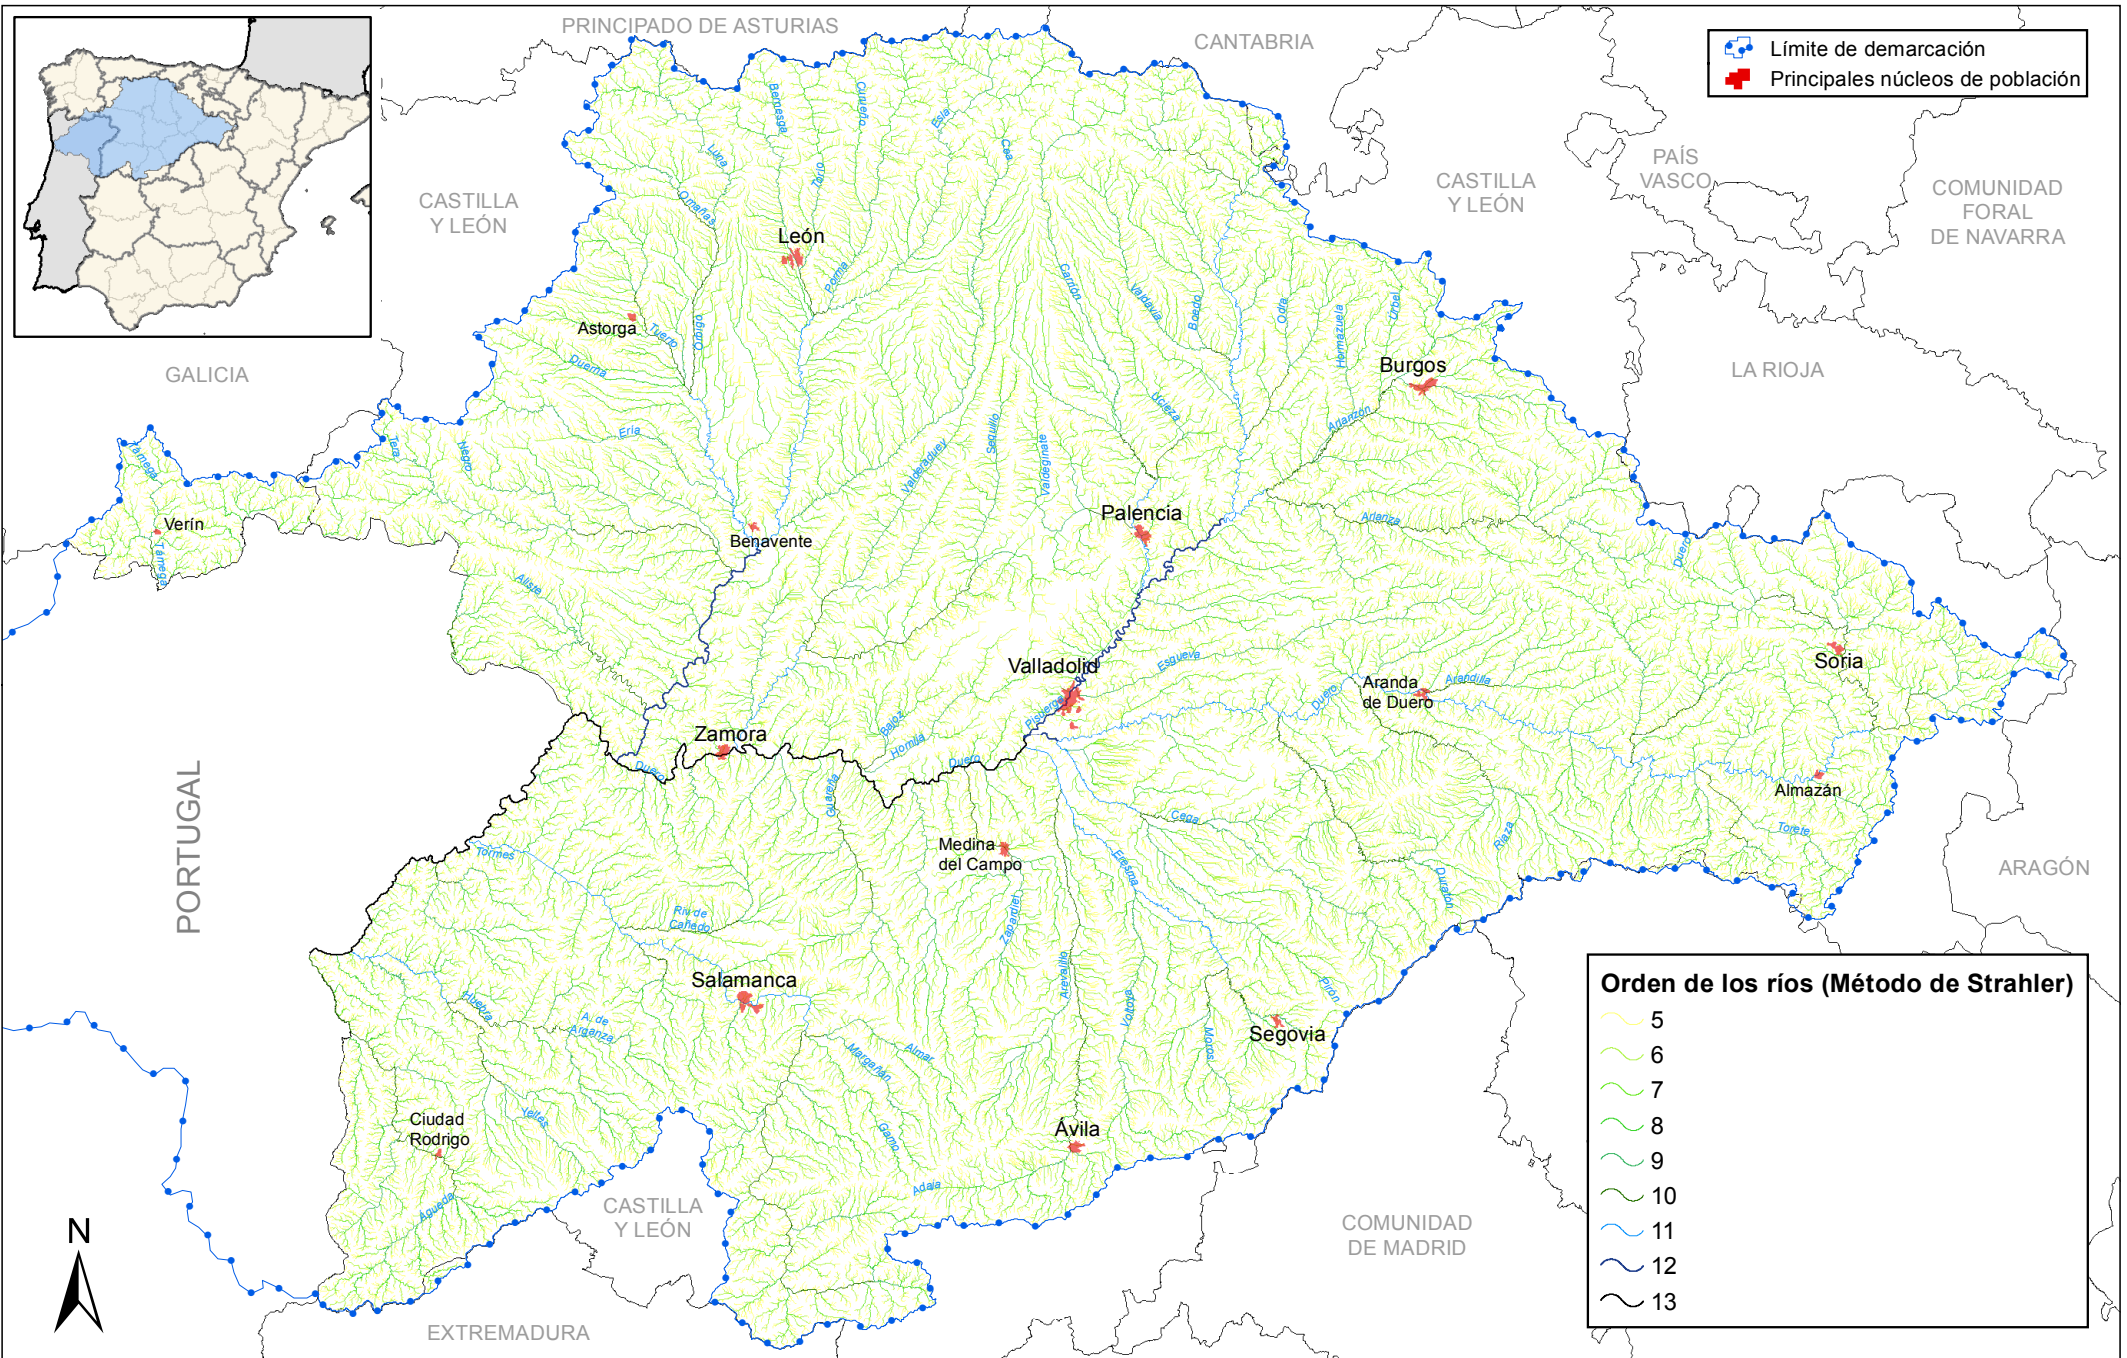 PRINCIPADO DE ASTURIAS
CANTABRIA
Límite de demarcación
Principales núcleos de población
CASTILLA
Y LEÓN
CASTILLA
Y LEÓN
PAÍS
VASCO
COMUNIDAD
FORAL
DE NAVARRA
GALICIA
LA RIOJA
PORTUGAL
ARAGÓN
CASTILLA
Y LEÓN
COMUNIDAD
DE MADRID
EXTREMADURA
N
Bernesga
Curueño
Esla
Cea
Luna
Torío
Omañas
León
Porma
Carrión
Valdavia
Boedo
Odra
Hormazuela
Urbel
Astorga
Tuerto
Orbigo
Duerna
Burgos
Ucieza
Arlanzón
Eria
Sequillo
Valderaduey
Valdeginate
Tera
Negro
Támega
Verín
Támega
Benavente
Palencia
Arlanza
Duero
Aliste
Valladolid
Esgueva
Soria
Aranda
de Duero
Arandilla
Duero
Pisuerga
Bajoz
Hornija
Duero
Zamora
Duero
Guareña
Almazán
Torete
Cega
Riaza
Medina
del Campo
Eresma
Duratón
Tormes
Riv de
Cañedo
Zapardiel
Arevalillo
Voltoya
Pirón
Salamanca
Huebra
A. de
Arganza
Segovia
Moros
Almar
Margañán
Ciudad
Rodrigo
Yeltes
Gamo
Ávila
Adaja
Agueda
Orden de los ríos (Método de Strahler)
5
6
7
8
9
10
11
12
13